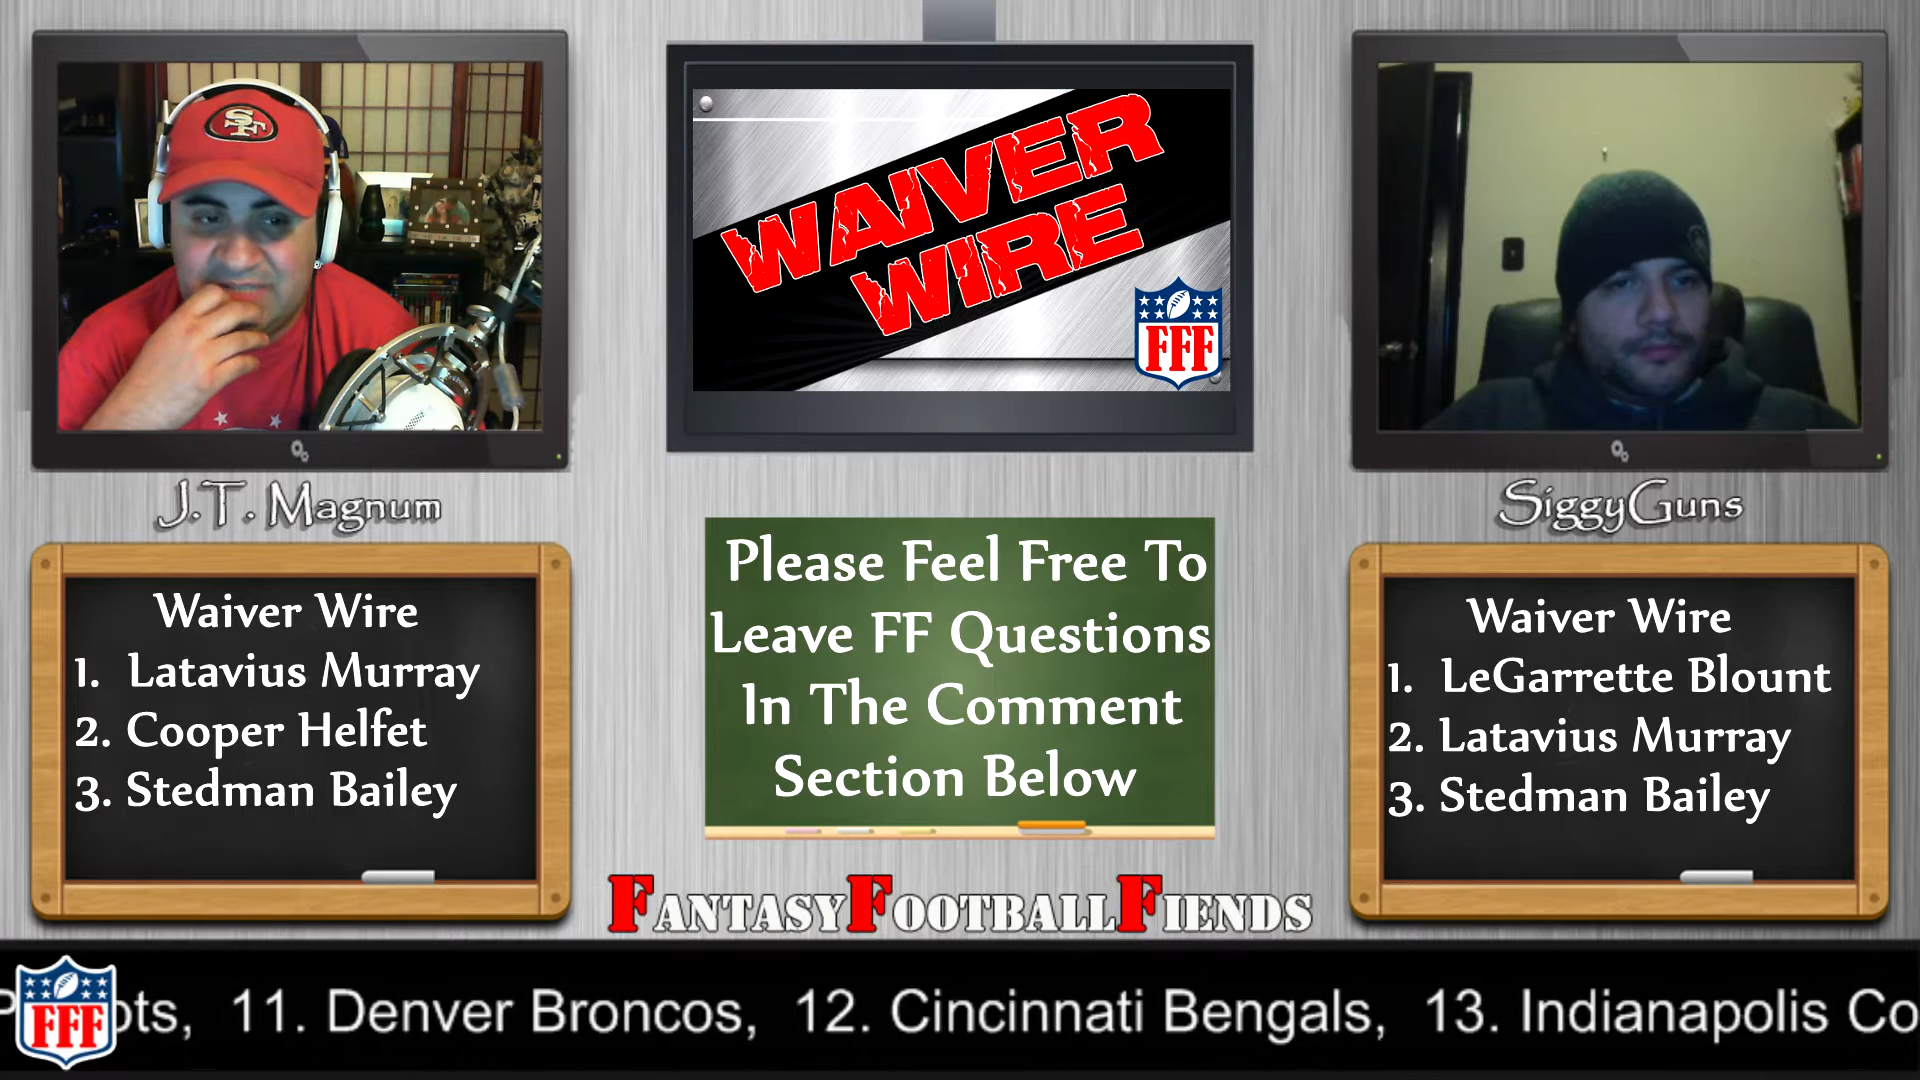 SF
WAIVER
WIRE
FFF
J.T. Magnum
SiggyGuns
Waiver Wire
1. Latavius Murray
2. Cooper Helfet
3. Stedman Bailey
Please Feel Free To
Leave FF Questions
In The Comment
Section Below
Waiver Wire
1. LeGarrette Blount
2. Latavius Murray
3. Stedman Bailey
FANTASYFOOTBALLFIENDS
FFF
P ots, 11. Denver Broncos, 12. Cincinnati Bengals, 13. Indianapolis Co